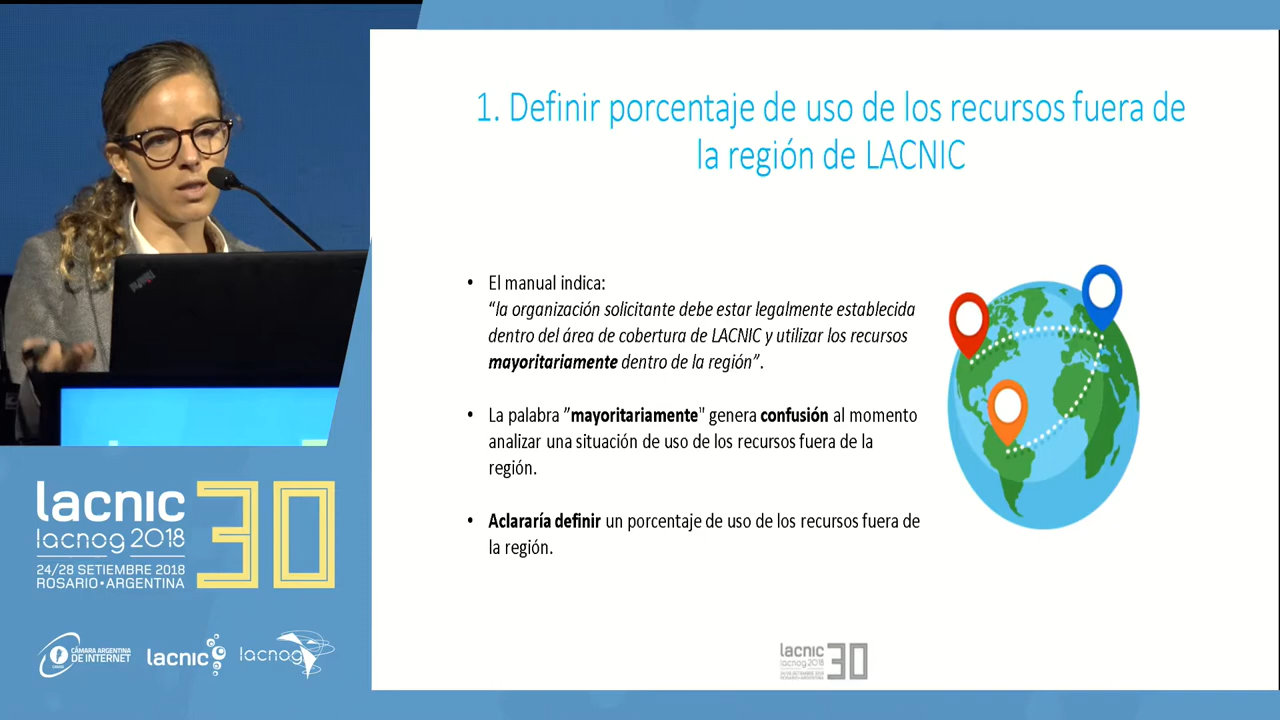 1. Definir porcentaje de uso de los recursos fuera de
la región de LACNIC
• El manual indica:
“la organización solicitante debe estar legalmente establecida
dentro del área de cobertura de LACNIC y utilizar los recursos
mayoritariamente dentro de la región”.
• La palabra ”mayoritariamente" genera confusión al momento
analizar una situación de uso de los recursos fuera de la
región.
• Aclararía definir un porcentaje de uso de los recursos fuera de
la región.
lacnic 30
lacnog 2018
24/28 SETIEMBRE 2018
ROSARIO•ARGENTINA
CÁMARA ARGENTINA
DE INTERNET
lacnic
lacnog
lacnic 30
lacnog 2018